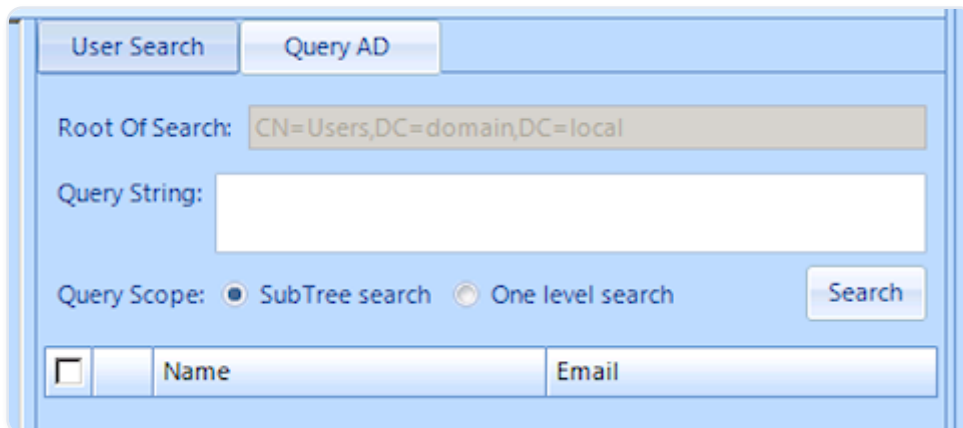 User Search Query AD
Root Of Search: CN=Users,DC=domain,DC=local
Query String:
Query Scope: SubTree search One level search Search
Name Email